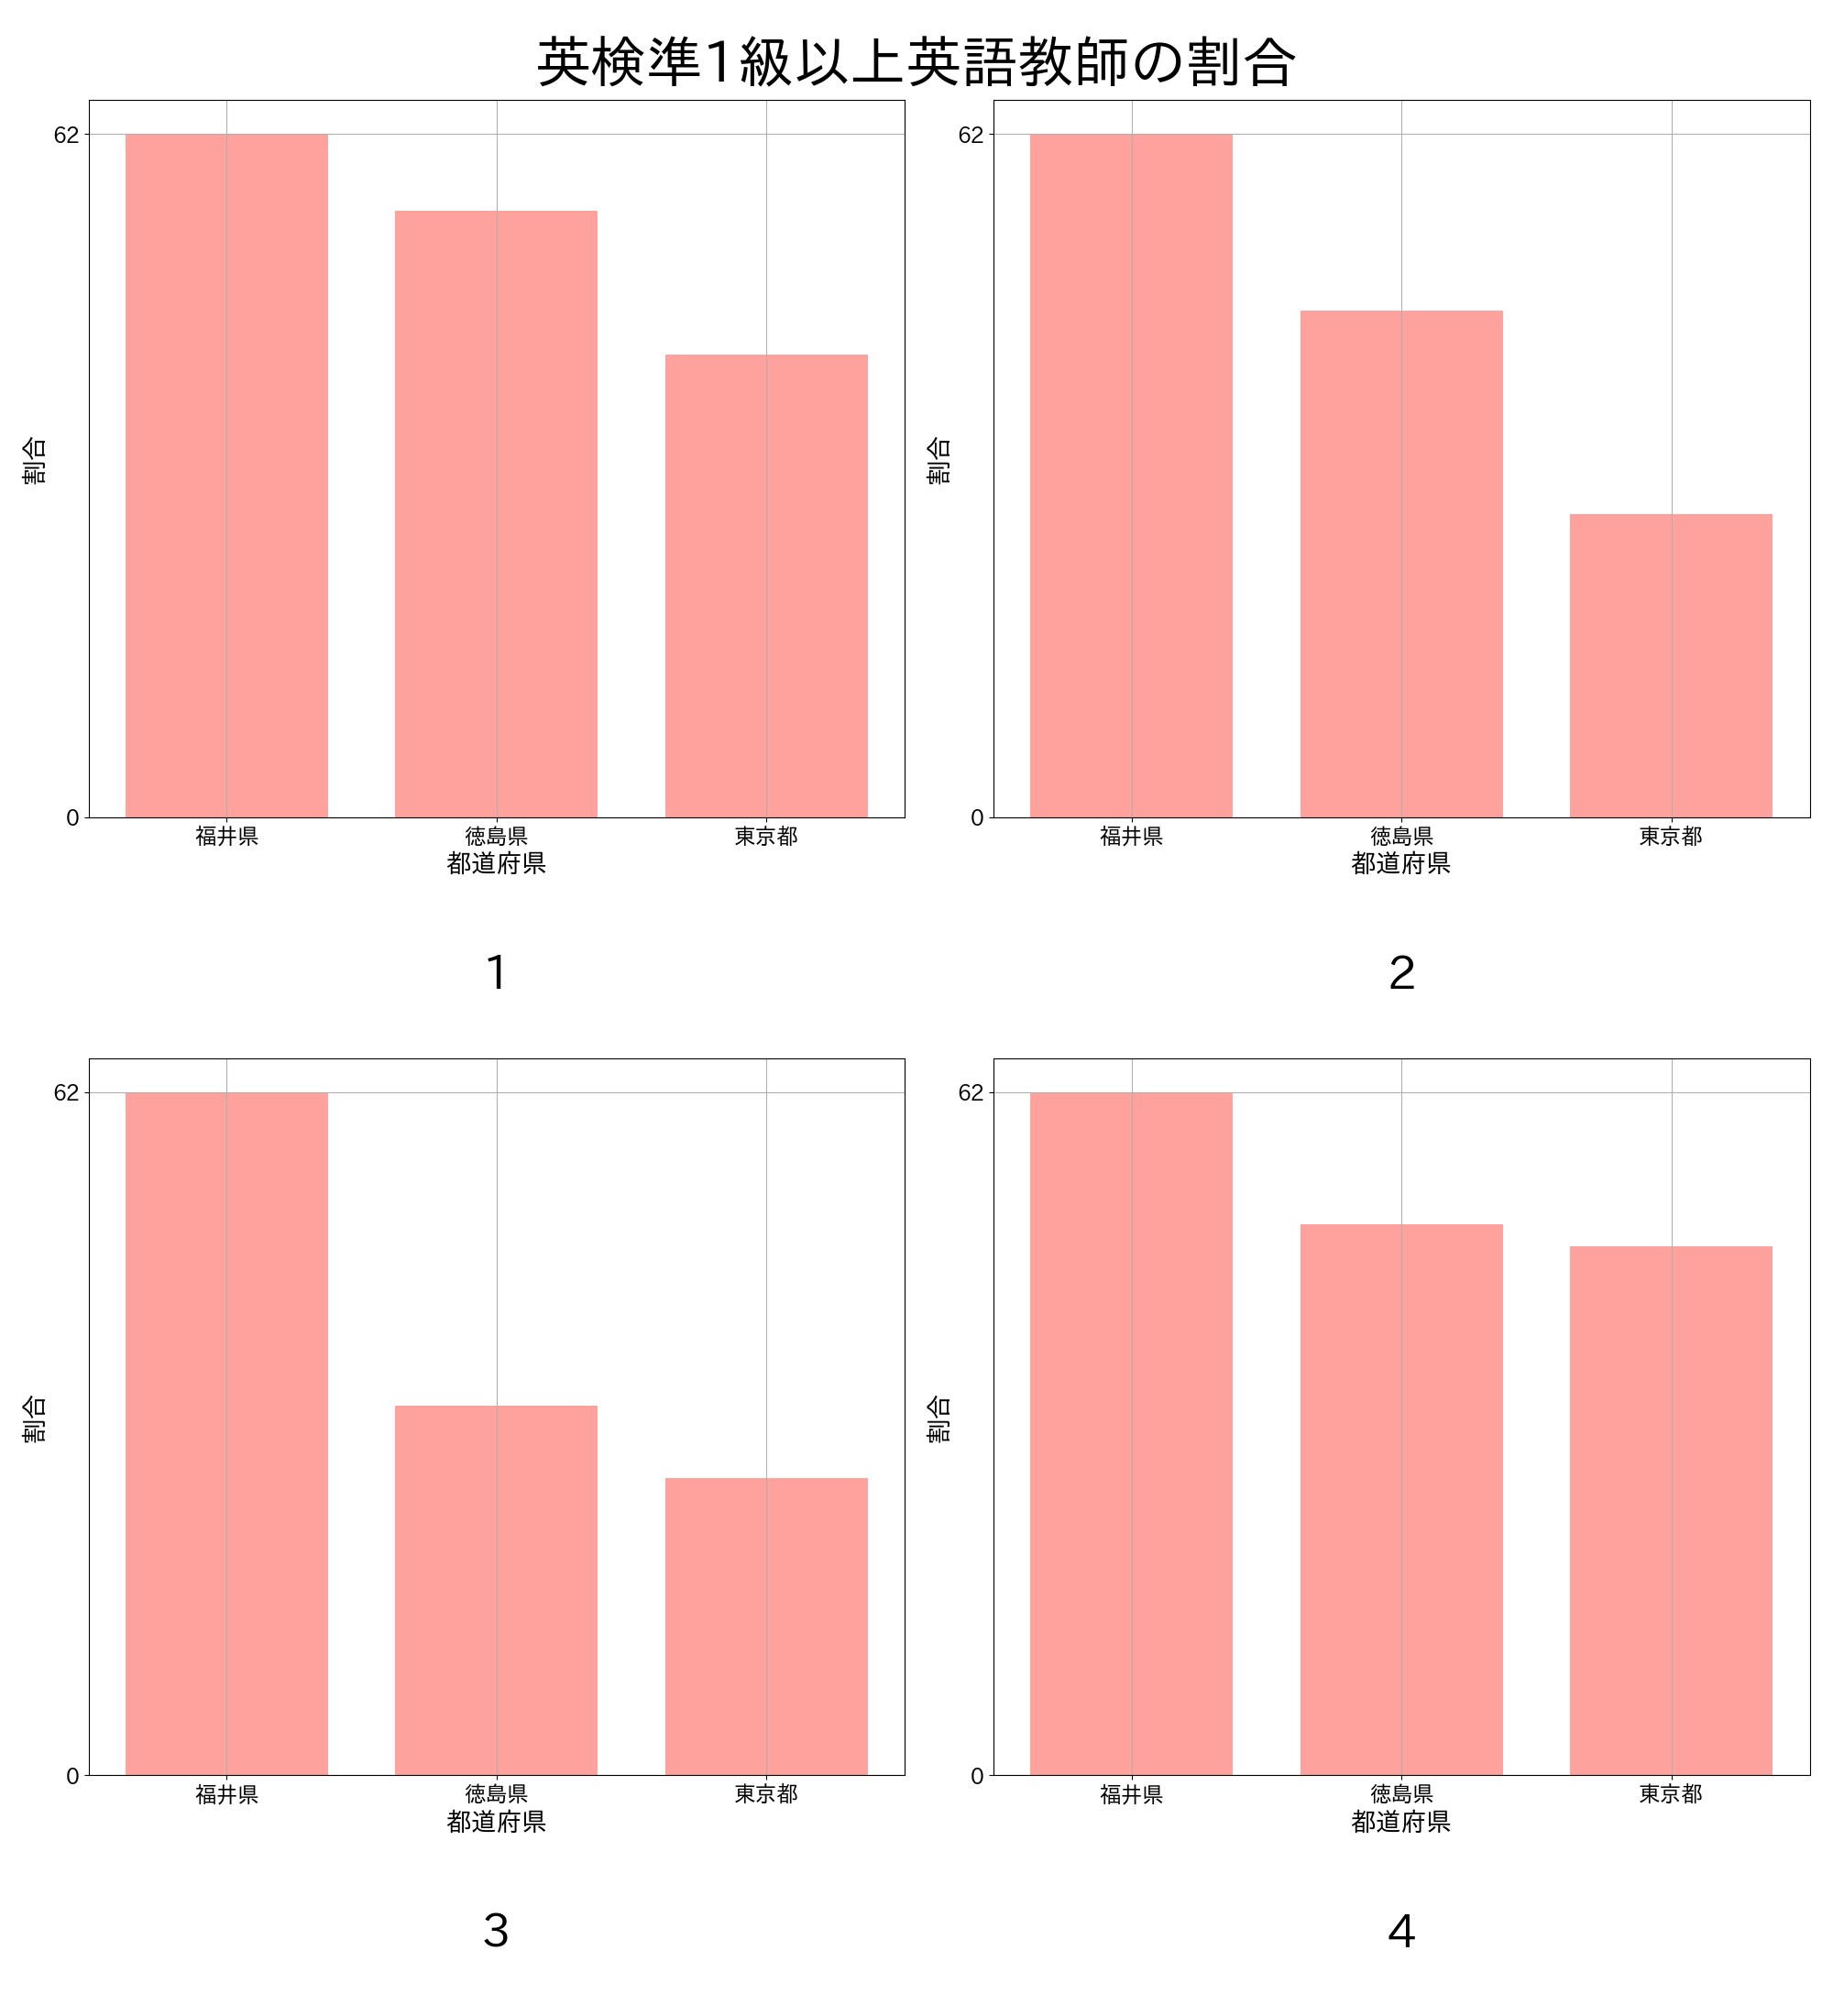 英検準1級以上英語教師の割合
62
割合
0
福井県 徳島県 東京都
都道府県
1
62
割合
0
福井県 徳島県 東京都
都道府県
2
62
割合
0
福井県 徳島県 東京都
都道府県
3
62
割合
0
福井県 徳島県 東京都
都道府県
4